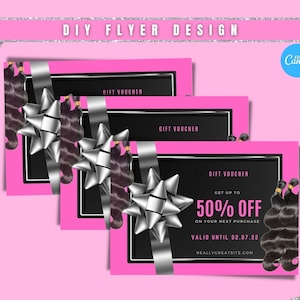 DIY FLYER DESIGN
GIFT VOUCHER
GIFT VOUCHER
GIFT VOUCHER
GET UP TO
50% OFF
ON YOUR NEXT PURCHASE
VALID UNTIL 02.07.22
REALLYGREATSITE.COM